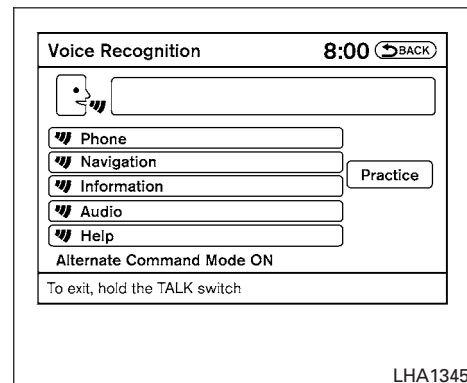 Voice Recognition 8:00 BACK
Phone
Navigation
Information
Practice
Audio
Help
Alternate Command Mode ON
To exit, hold the TALK switch
LHA1345